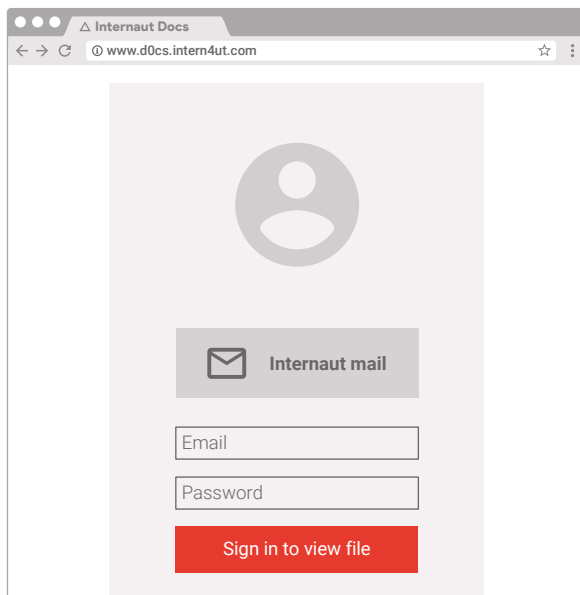 Internaut Docs
www.d0cs.intern4ut.com
Internaut mail
Email
Password
Sign in to view file